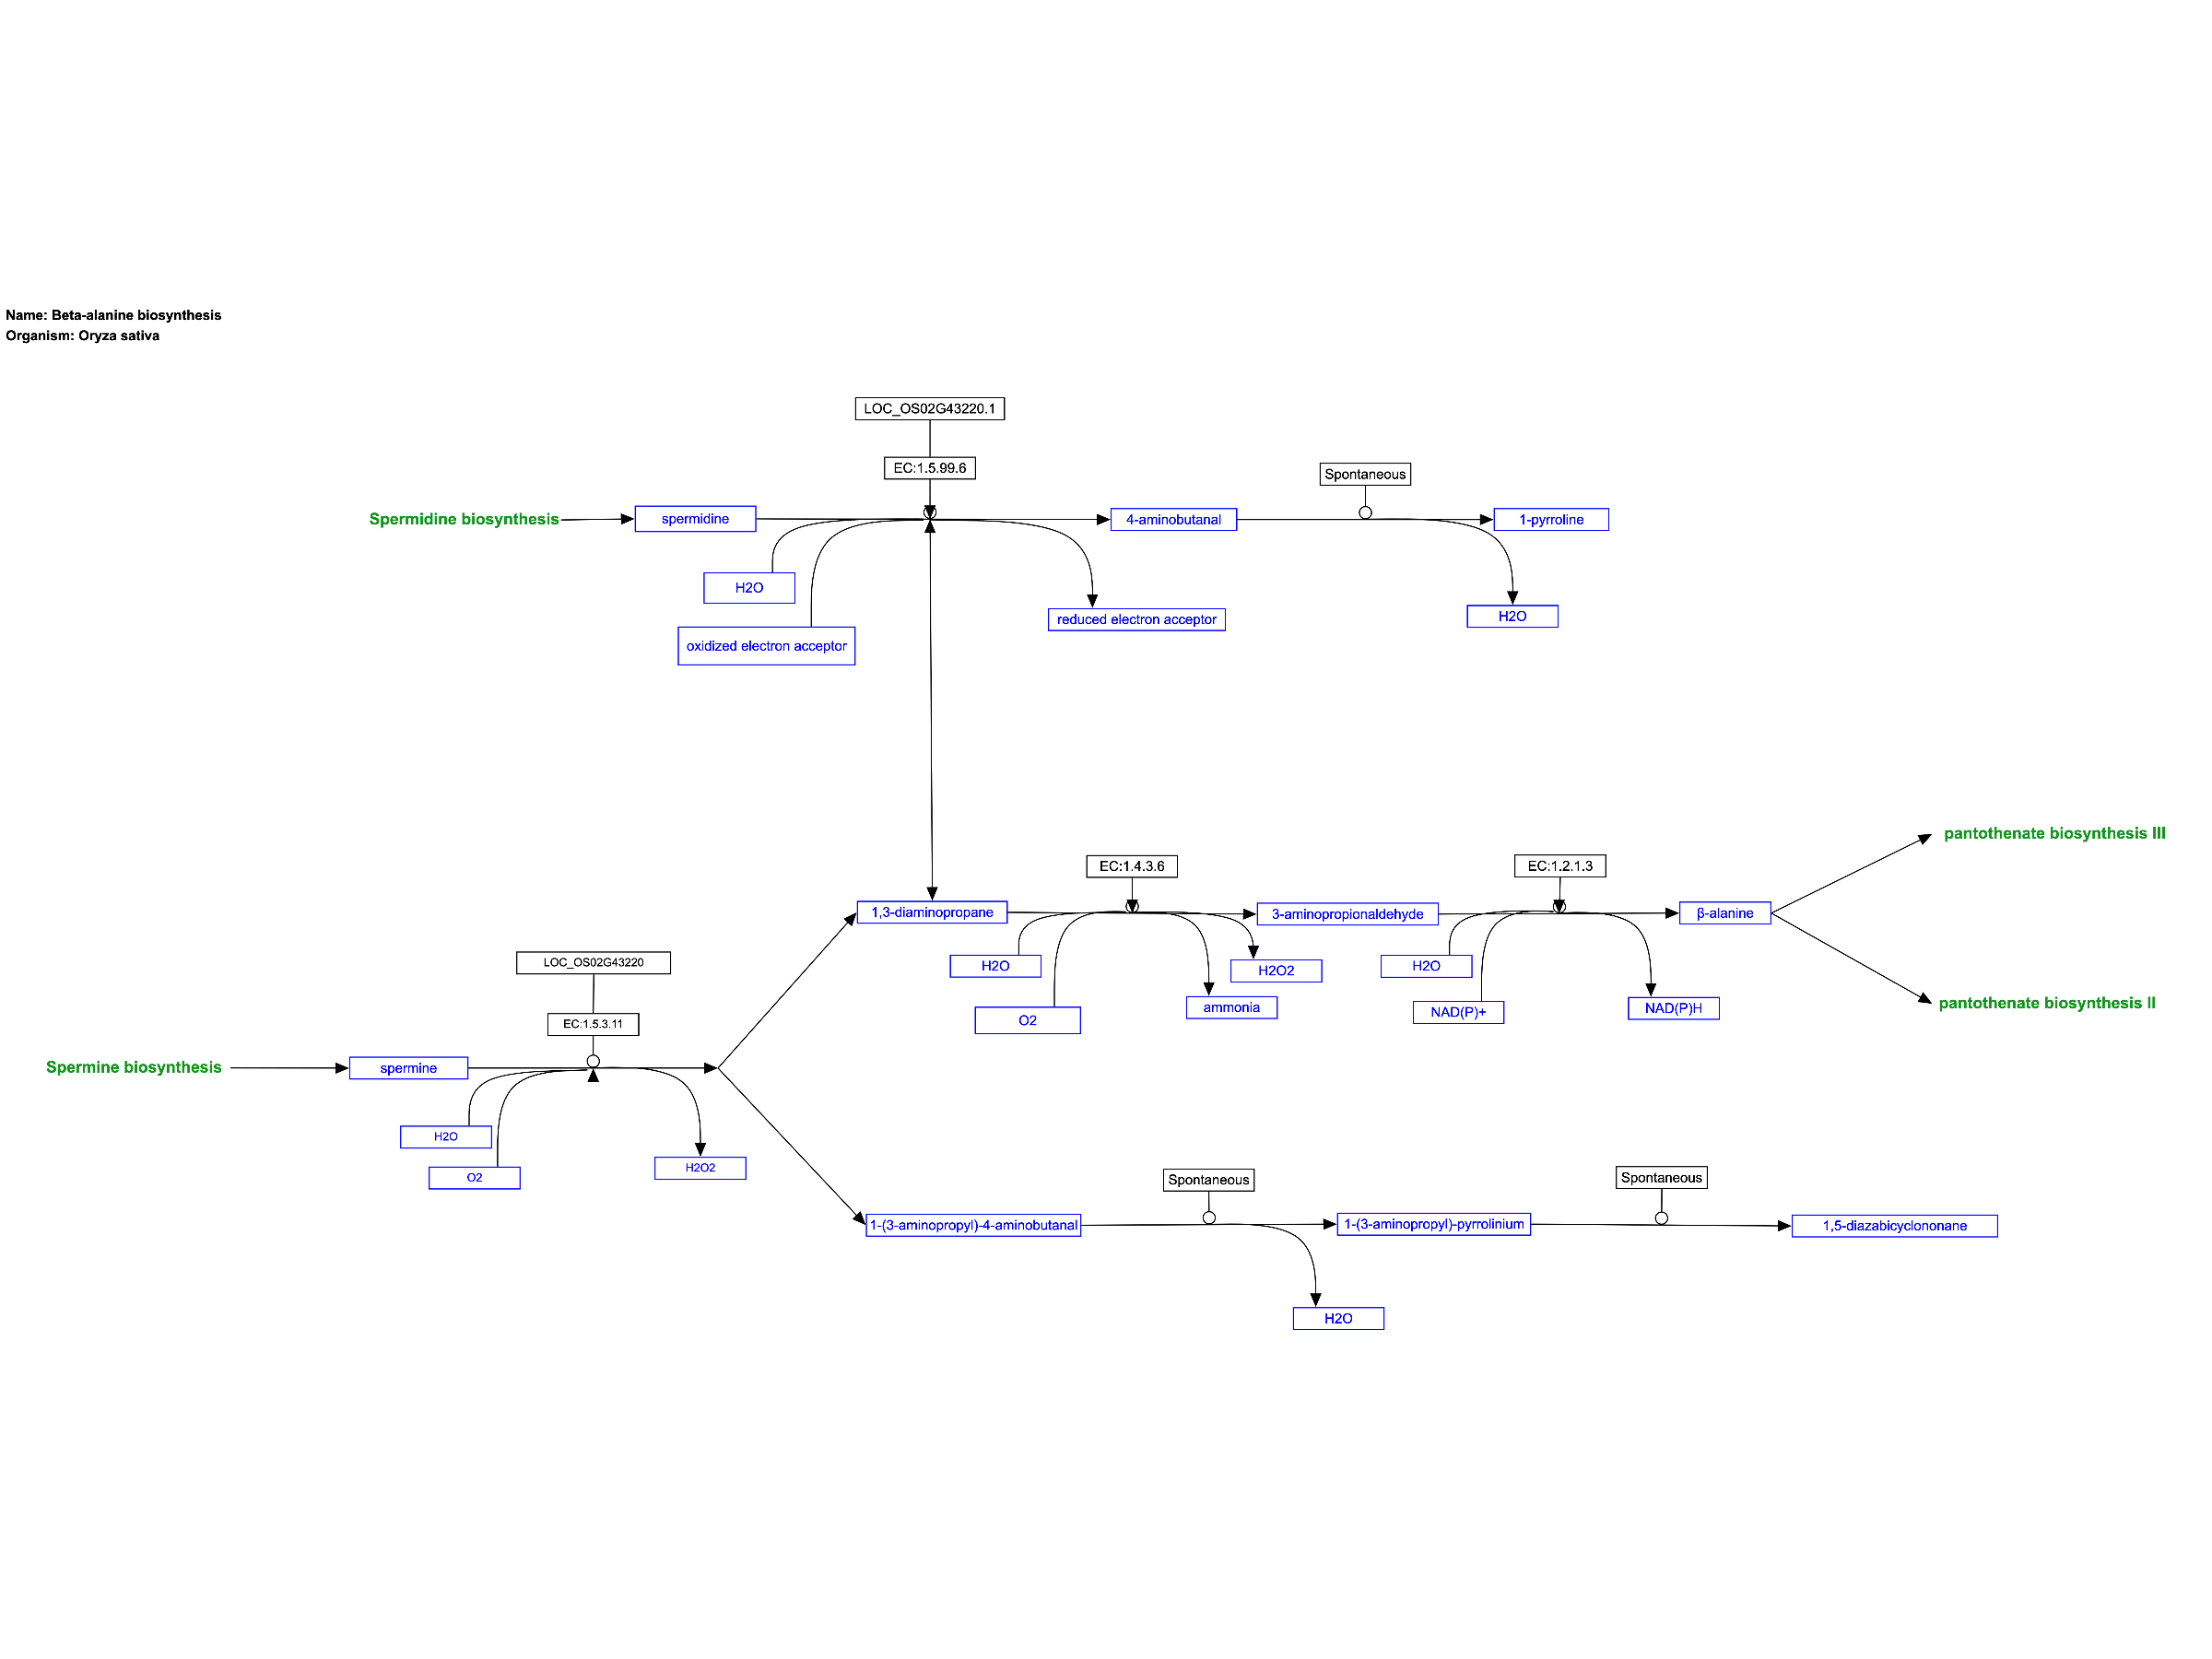 Name: Beta-alanine biosynthesis
Organism: Oryza sativa
LOC_OS02G43220.1
EC:1.5.99.6
Spontaneous
Spermidine biosynthesis
spermidine
4-aminobutanal
1-pyrroline
H2O
reduced electron acceptor
H2O
oxidized electron acceptor
pantothenate biosynthesis III
EC:1.4.3.6
EC:1.2.1.3
1,3-diaminopropane
3-aminopropionaldehyde
β-alanine
LOC_OS02G43220
H2O
H2O2
H2O
ammonia
O2
NAD(P)+
NAD(P)H
pantothenate biosynthesis II
EC:1.5.3.11
Spermine biosynthesis
spermine
H2O
O2
H2O2
Spontaneous
Spontaneous
1-(3-aminopropyl)-4-aminobutanal
1-(3-aminopropyl)-pyrrolinium
1,5-diazabicyclononane
H2O